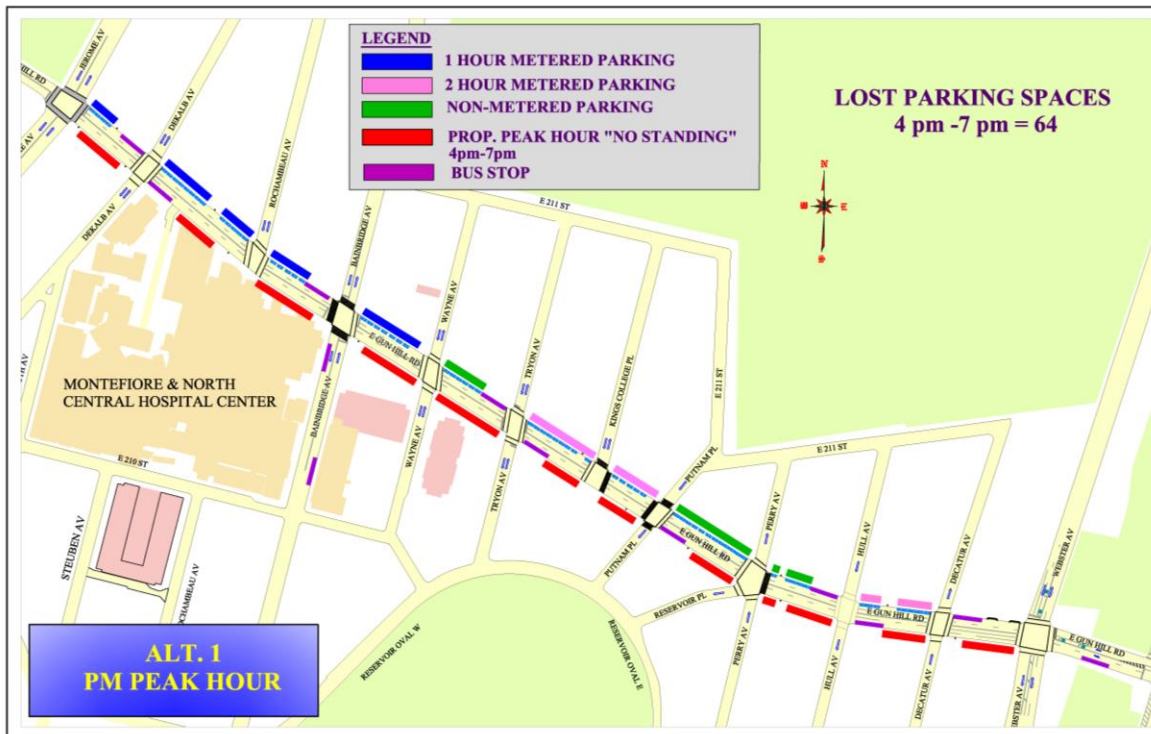 LEGEND
1 HOUR METERED PARKING
2 HOUR METERED PARKING
NON-METERED PARKING
PROP. PEAK HOUR "NO STANDING"
4pm-7pm
BUS STOP
LOST PARKING SPACES
4 pm -7 pm = 64
N
HILL RD
JEROME AV
DEKALB AV
ROCHAMBEAU AV
BAINBRIDGE AV
E 211 ST
WAYNE AV
TRYON AV
KINGS COLLEGE PL
E 211 ST
PUTNAM PL
E 211 ST
PERRY AV
HULL AV
DECATUR AV
WEBSTER AV
DEKALB AV
E GUN HILL RD
MONTEFIORE & NORTH
CENTRAL HOSPITAL CENTER
BAINBRIDGE AV
WAYNE AV
TRYON AV
E 210 ST
PUTNAM PL
E GUN HILL RD
E GUN HILL RD
E GUN HILL RD
STEUBEN AV
RESERVOIR PL
PERRY AV
HULL AV
DECATUR AV
RESERVOIR OVAL W
RESERVOIR OVAL E
ALT. 1
PM PEAK HOUR